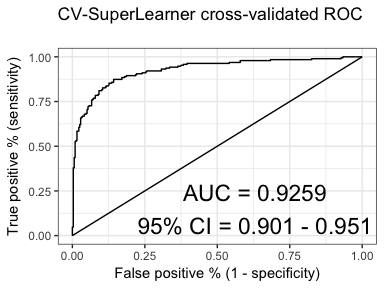 CV-SuperLearner cross-validated ROC
True positive % (sensitivity)
1.00
0.75
0.50
0.25
0.00
AUC = 0.9259
95% CI = 0.901 - 0.951
0.00 0.25 0.50 0.75 1.00
False positive % (1 - specificity)